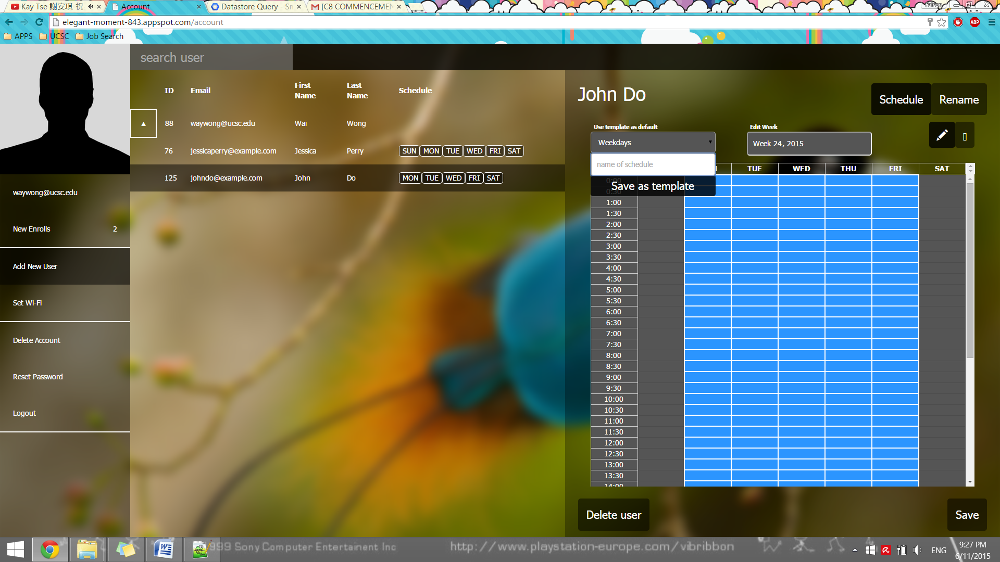 Kay Tse 謝安琪 祝
Account
Datastore Query - Sr
[C8 COMMENCEMEN
Falcon
elegant-moment-843.appspot.com/account
ABP
APPS
UCSC
Job Search
search user
ID Email First Name Last Name Schedule
▲ 88 waywong@ucsc.edu Wai Wong
76 jessicaperry@example.com Jessica Perry SUN MON TUE WED FRI SAT
125 johndo@example.com John Do MON TUE WED FRI SAT
waywong@ucsc.edu
New Enrolls 2
Add New User
Set Wi-Fi
Delete Account
Reset Password
Logout
John Do
Schedule
Rename
Use template as default
Weekdays
name of schedule
Save as template
Edit Week
Week 24, 2015
TUE WED THU FRI SAT
0:00
0:30
1:00
1:30
2:00
2:30
3:00
3:30
4:00
4:30
5:00
5:30
6:00
6:30
7:00
7:30
8:00
8:30
9:00
9:30
10:00
10:30
11:00
11:30
12:00
12:30
13:00
13:30
14:00
Delete user
Save
999 Sony Computer Entertainment Inc
http://www.playstation-europe.com/vibribbon
ENG
9:27 PM
6/11/2015